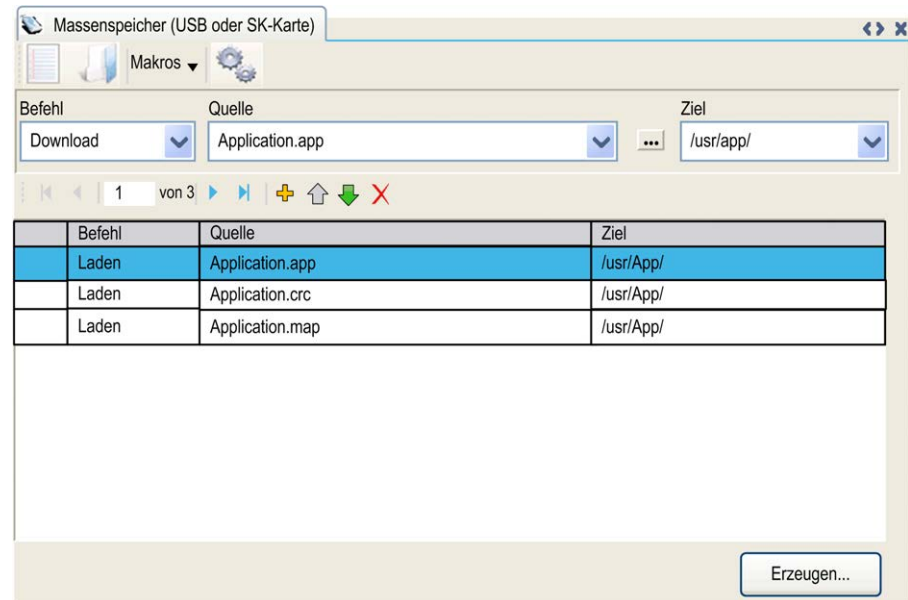 Massenspeicher (USB oder SK-Karte)
Makros
Befehl Quelle Ziel
Download Application.app ... /usr/app/
1 von 3
Befehl Quelle Ziel
Laden Application.app /usr/App/
Laden Application.crc /usr/App/
Laden Application.map /usr/App/
Erzeugen...